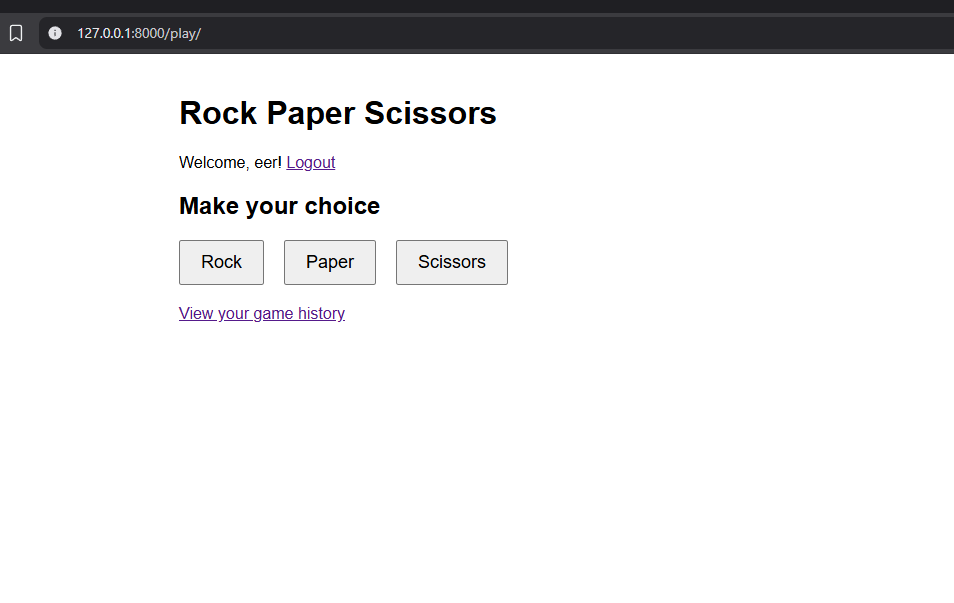 127.0.0.1:8000/play/
Rock Paper Scissors
Welcome, eer! Logout
Make your choice
Rock Paper Scissors
View your game history